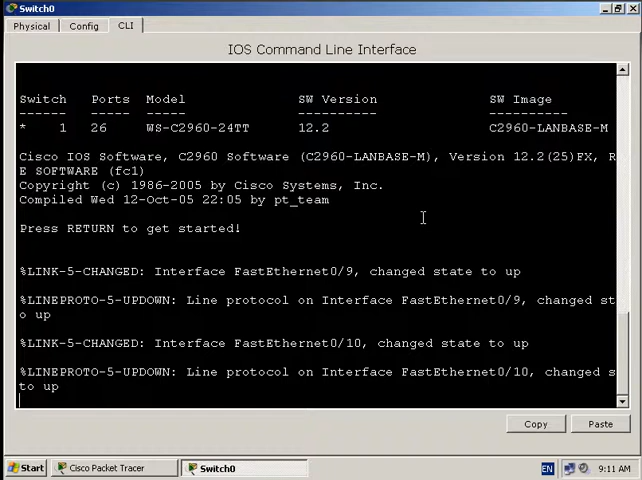 Switch0
Physical Config CLI
IOS Command Line Interface
Switch Ports Model SW Version SW Image
------ ----- ----- ---------- ----------
* 1 26 WS-C2960-24TT 12.2 C2960-LANBASE-M
Cisco IOS Software, C2960 Software (C2960-LANBASE-M), Version 12.2(25)FX, R
E SOFTWARE (fc1)
Copyright (c) 1986-2005 by Cisco Systems, Inc.
Compiled Wed 12-Oct-05 22:05 by pt_team
Press RETURN to get started!
%LINK-5-CHANGED: Interface FastEthernet0/9, changed state to up
%LINEPROTO-5-UPDOWN: Line protocol on Interface FastEthernet0/9, changed st
o up
%LINK-5-CHANGED: Interface FastEthernet0/10, changed state to up
%LINEPROTO-5-UPDOWN: Line protocol on Interface FastEthernet0/10, changed s
to up
Copy Paste
Start Cisco Packet Tracer Switch0 EN 9:11 AM